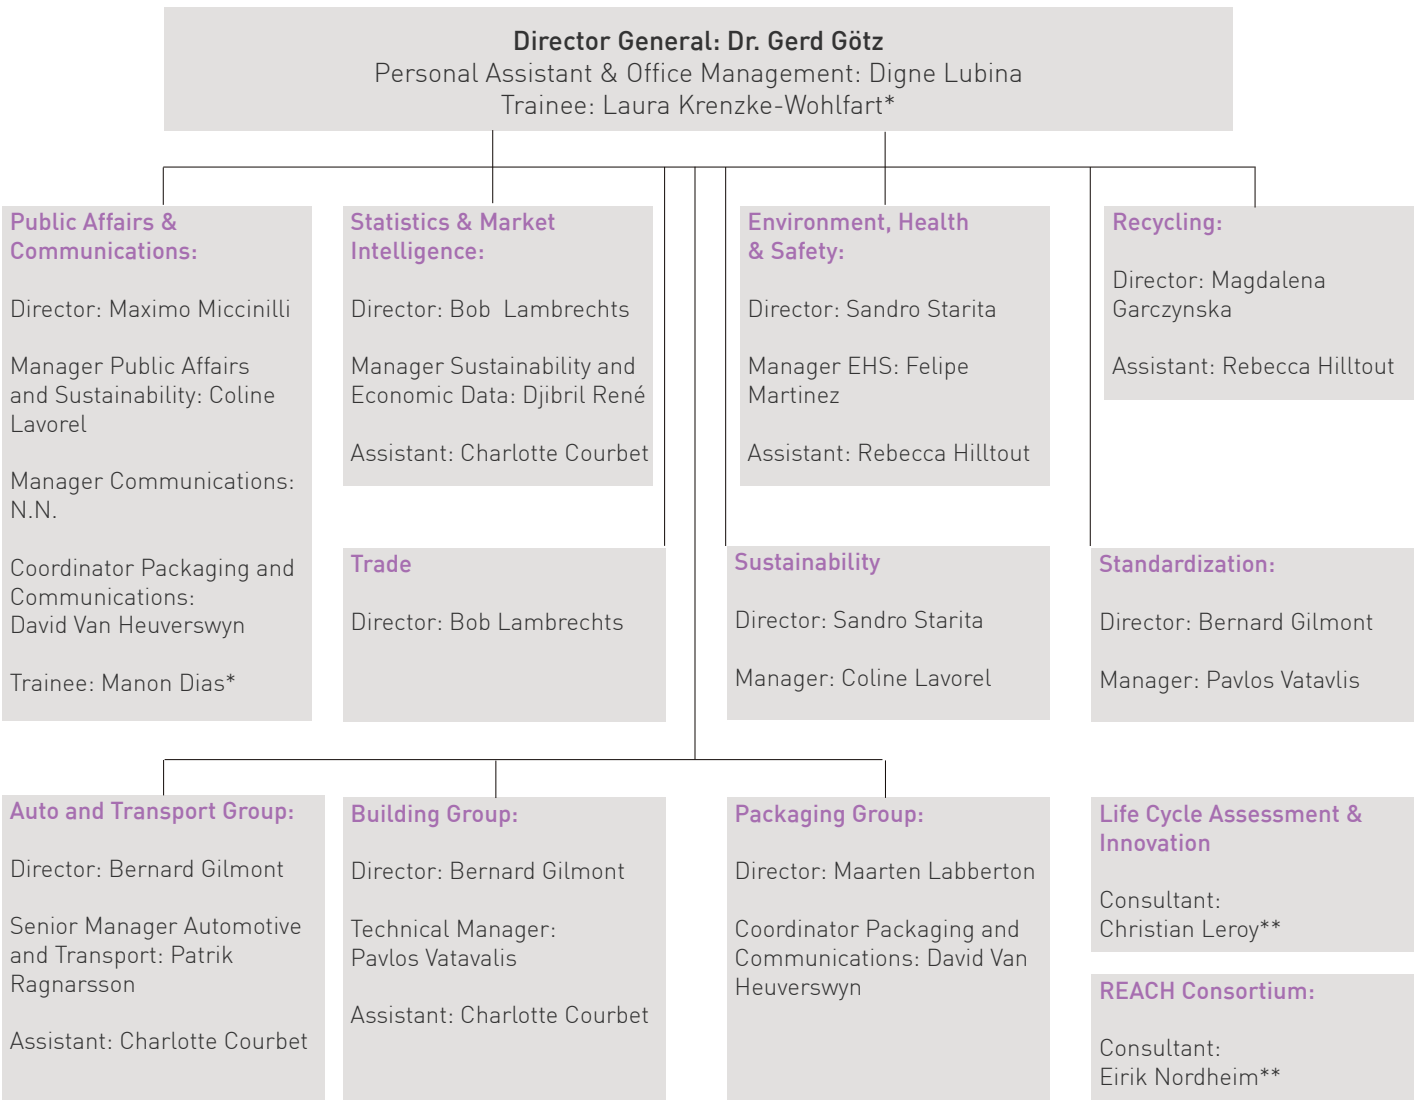 Director General: Dr. Gerd Götz
Personal Assistant & Office Management: Digne Lubina
Trainee: Laura Krenzke-Wohlfart*
Public Affairs &
Communications:
Director: Maximo Miccinilli
Manager Public Affairs
and Sustainability: Coline
Lavorel
Manager Communications:
N.N.
Coordinator Packaging and
Communications:
David Van Heuverswyn
Trainee: Manon Dias*
Statistics & Market
Intelligence:
Director: Bob Lambrechts
Manager Sustainability and
Economic Data: Djibril René
Assistant: Charlotte Courbet
Environment, Health
& Safety:
Director: Sandro Starita
Manager EHS: Felipe
Martinez
Assistant: Rebecca Hilltout
Recycling:
Director: Magdalena
Garczynska
Assistant: Rebecca Hilltout
Trade
Director: Bob Lambrechts
Sustainability
Director: Sandro Starita
Manager: Coline Lavorel
Standardization:
Director: Bernard Gilmont
Manager: Pavlos Vatavlis
Auto and Transport Group:
Director: Bernard Gilmont
Senior Manager Automotive
and Transport: Patrik
Ragnarsson
Assistant: Charlotte Courbet
Building Group:
Director: Bernard Gilmont
Technical Manager:
Pavlos Vatavalis
Assistant: Charlotte Courbet
Packaging Group:
Director: Maarten Labberton
Coordinator Packaging and
Communications: David Van
Heuverswyn
Life Cycle Assessment &
Innovation
Consultant:
Christian Leroy**
REACH Consortium:
Consultant:
Eirik Nordheim**